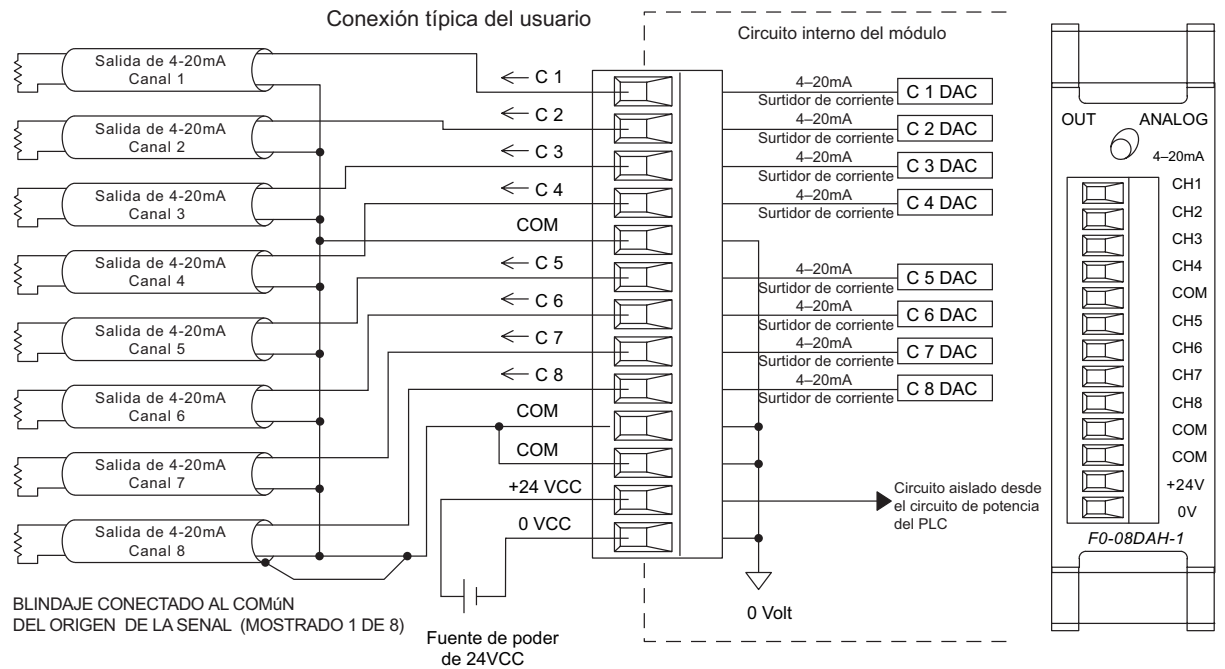 Conexión típica del usuario
Circuito interno del módulo
Salida de 4-20mA
Canal 1
Salida de 4-20mA
Canal 2
Salida de 4-20mA
Canal 3
Salida de 4-20mA
Canal 4
Salida de 4-20mA
Canal 5
Salida de 4-20mA
Canal 6
Salida de 4-20mA
Canal 7
Salida de 4-20mA
Canal 8
BLINDAJE CONECTADO AL COMúN
DEL ORIGEN DE LA SENAL (MOSTRADO 1 DE 8)
C 1
C 2
C 3
C 4
COM
C 5
C 6
C 7
C 8
COM
COM
+24 VCC
0 VCC
Fuente de poder
de 24VCC
4–20mA
Surtidor de corriente
C 1 DAC
4–20mA
Surtidor de corriente
C 2 DAC
4–20mA
Surtidor de corriente
C 3 DAC
4–20mA
Surtidor de corriente
C 4 DAC
4–20mA
Surtidor de corriente
C 5 DAC
4–20mA
Surtidor de corriente
C 6 DAC
4–20mA
Surtidor de corriente
C 7 DAC
4–20mA
Surtidor de corriente
C 8 DAC
Circuito aislado desde
el circuito de potencia
del PLC
0 Volt
OUT ANALOG
4–20mA
CH1
CH2
CH3
CH4
COM
CH5
CH6
CH7
CH8
COM
COM
+24V
0V
F0-08DAH-1